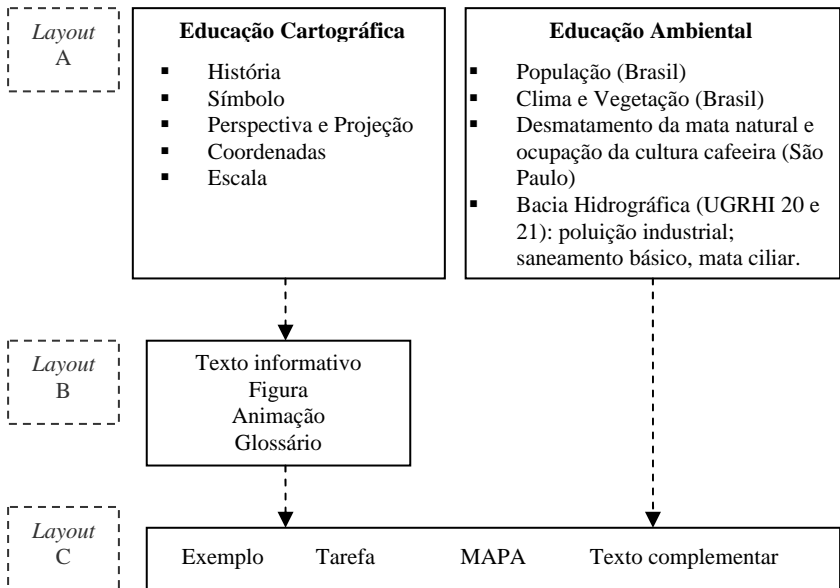 Layout
A
Educação Cartográfica
▪ História
▪ Símbolo
▪ Perspectiva e Projeção
▪ Coordenadas
▪ Escala
Educação Ambiental
▪ População (Brasil)
▪ Clima e Vegetação (Brasil)
▪ Desmatamento da mata natural e
ocupação da cultura cafeeira (São
Paulo)
▪ Bacia Hidrográfica (UGRHI 20 e
21): poluição industrial;
saneamento básico, mata ciliar.
Layout
B
Texto informativo
Figura
Animação
Glossário
Layout
C
Exemplo Tarefa MAPA Texto complementar